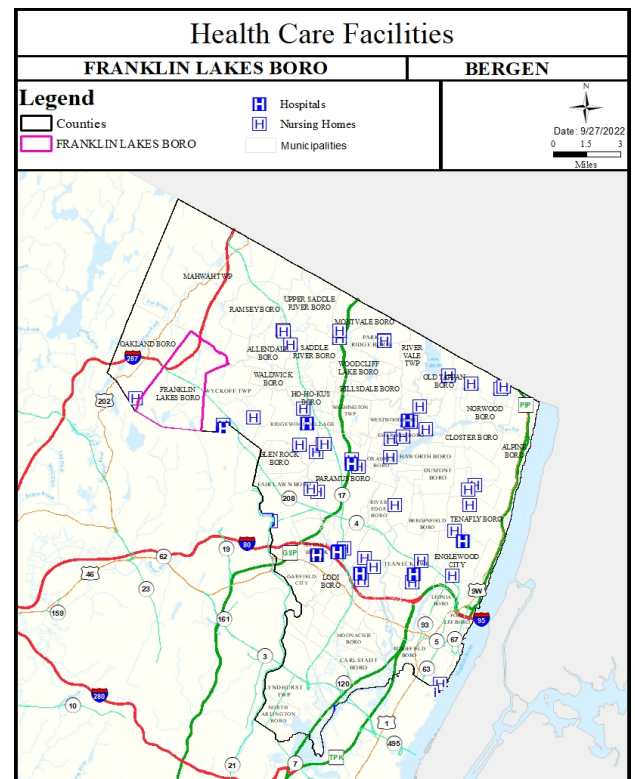 Health Care Facilities
FRANKLIN LAKES BORO
BERGEN
Legend
Counties
FRANKLIN LAKES BORO
Hospitals
Nursing Homes
Municipalities
N
Date: 9/27/2022
0 1.5 3
Miles
MAHWAH TWP
RAMSEY BORO
UPPER SADDLE
RIVER BORO
MONTVALE BORO
OAKLAND BORO
287
ALLENDALE
BORO
SADDLE
RIVER BORO
PARK
RIDGE BORO
RIVER
VALE
TWP
WOODCLIFF
LAKE BORO
FRANKLIN
LAKES BORO
WYCKOFF TWP
WALDWICK
BORO
HILLSDALE BORO
OLD TAPPAN
BORO
202
HO-HO-KUS
BORO
WASHINGTON
TWP
NORWOOD
BORO
PIP
RIDGEWOOD VILLAGE
WESTWOOD
CLOSTER BORO
ALPINE
BORO
GLEN ROCK
BORO
ORADELL
BORO
HAWORTH BORO
PARAMUS BORO
DUMONT
BORO
FAIR LAWN BORO
208
17
RIVER
EDGE
BORO
4
BERGENFIELD
BORO
TENAFLY BORO
19
80
GSP
62
46
23
GARFIELD
CITY
LODI
BORO
TEANECK
ENGLEWOOD
CITY
9W
LEONIA
BORO
159
161
93
95
LEE BORO
5
67
MOONACHIE
BORO
3
CARLSTADT
BORO
63
280
10
LYNDHURST
TWP
120
NORTH
ARLINGTON
BORO
1
495
21
7
TPK